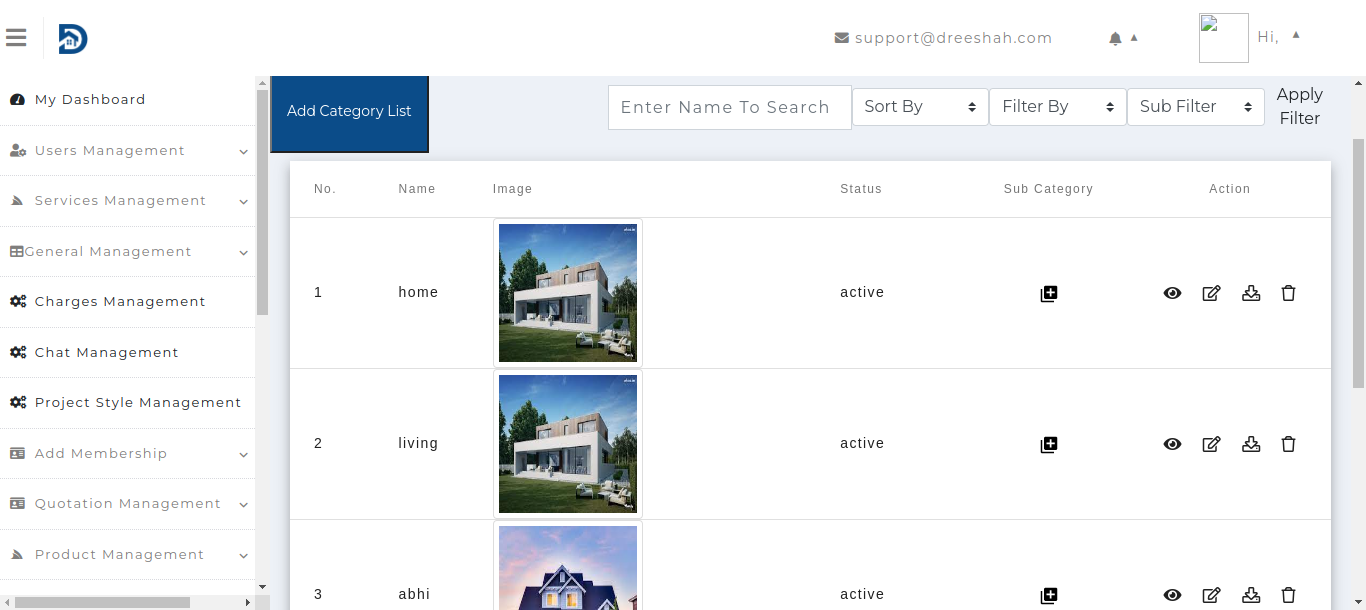 support@dreeshah.com
Hi,
My Dashboard
Users Management
Services Management
General Management
Charges Management
Chat Management
Project Style Management
Add Membership
Quotation Management
Product Management
Add Category List
Enter Name To Search
Sort By
Filter By
Sub Filter
Apply
Filter
No. Name Image Status Sub Category Action
1 home active
2 living active
3 abhi active